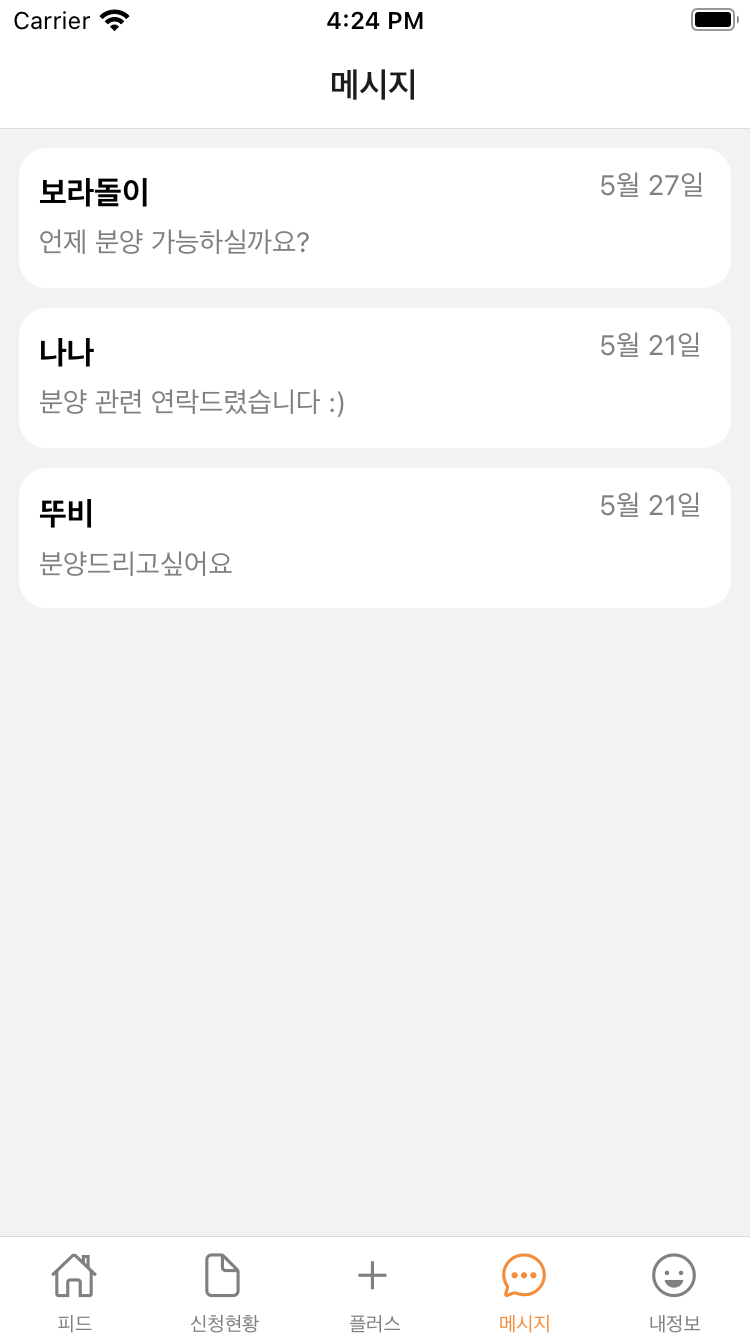 Carrier 4:24 PM
메시지
보라돌이 5월 27일
언제 분양 가능하실까요?
나나 5월 21일
분양 관련 연락드렸습니다 :)
뚜비 5월 21일
분양드리고싶어요
피드 신청현황 플러스 메시지 내정보